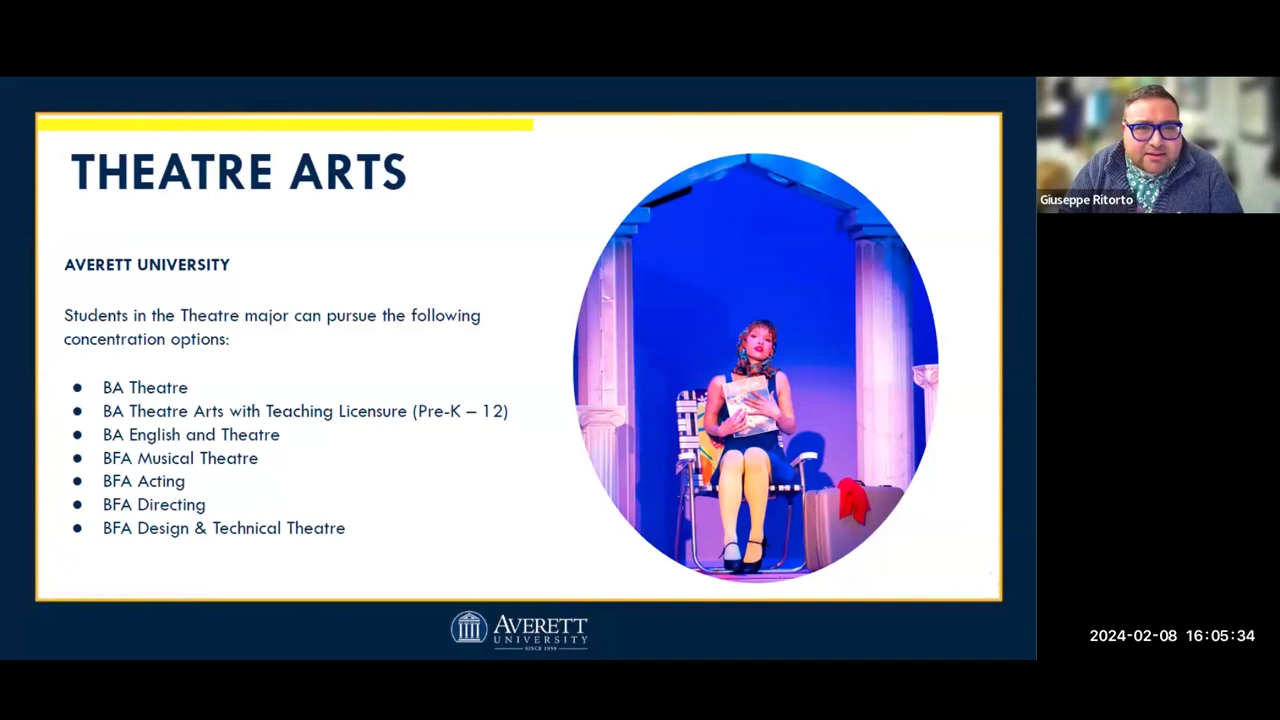 THEATRE ARTS
AVERETT UNIVERSITY
Students in the Theatre major can pursue the following
concentration options:
● BA Theatre
● BA Theatre Arts with Teaching Licensure (Pre-K – 12)
● BA English and Theatre
● BFA Musical Theatre
● BFA Acting
● BFA Directing
● BFA Design & Technical Theatre
AVERETT
UNIVERSITY
SINCE 1859
Giuseppe Ritorto
2024-02-08 16:05:34